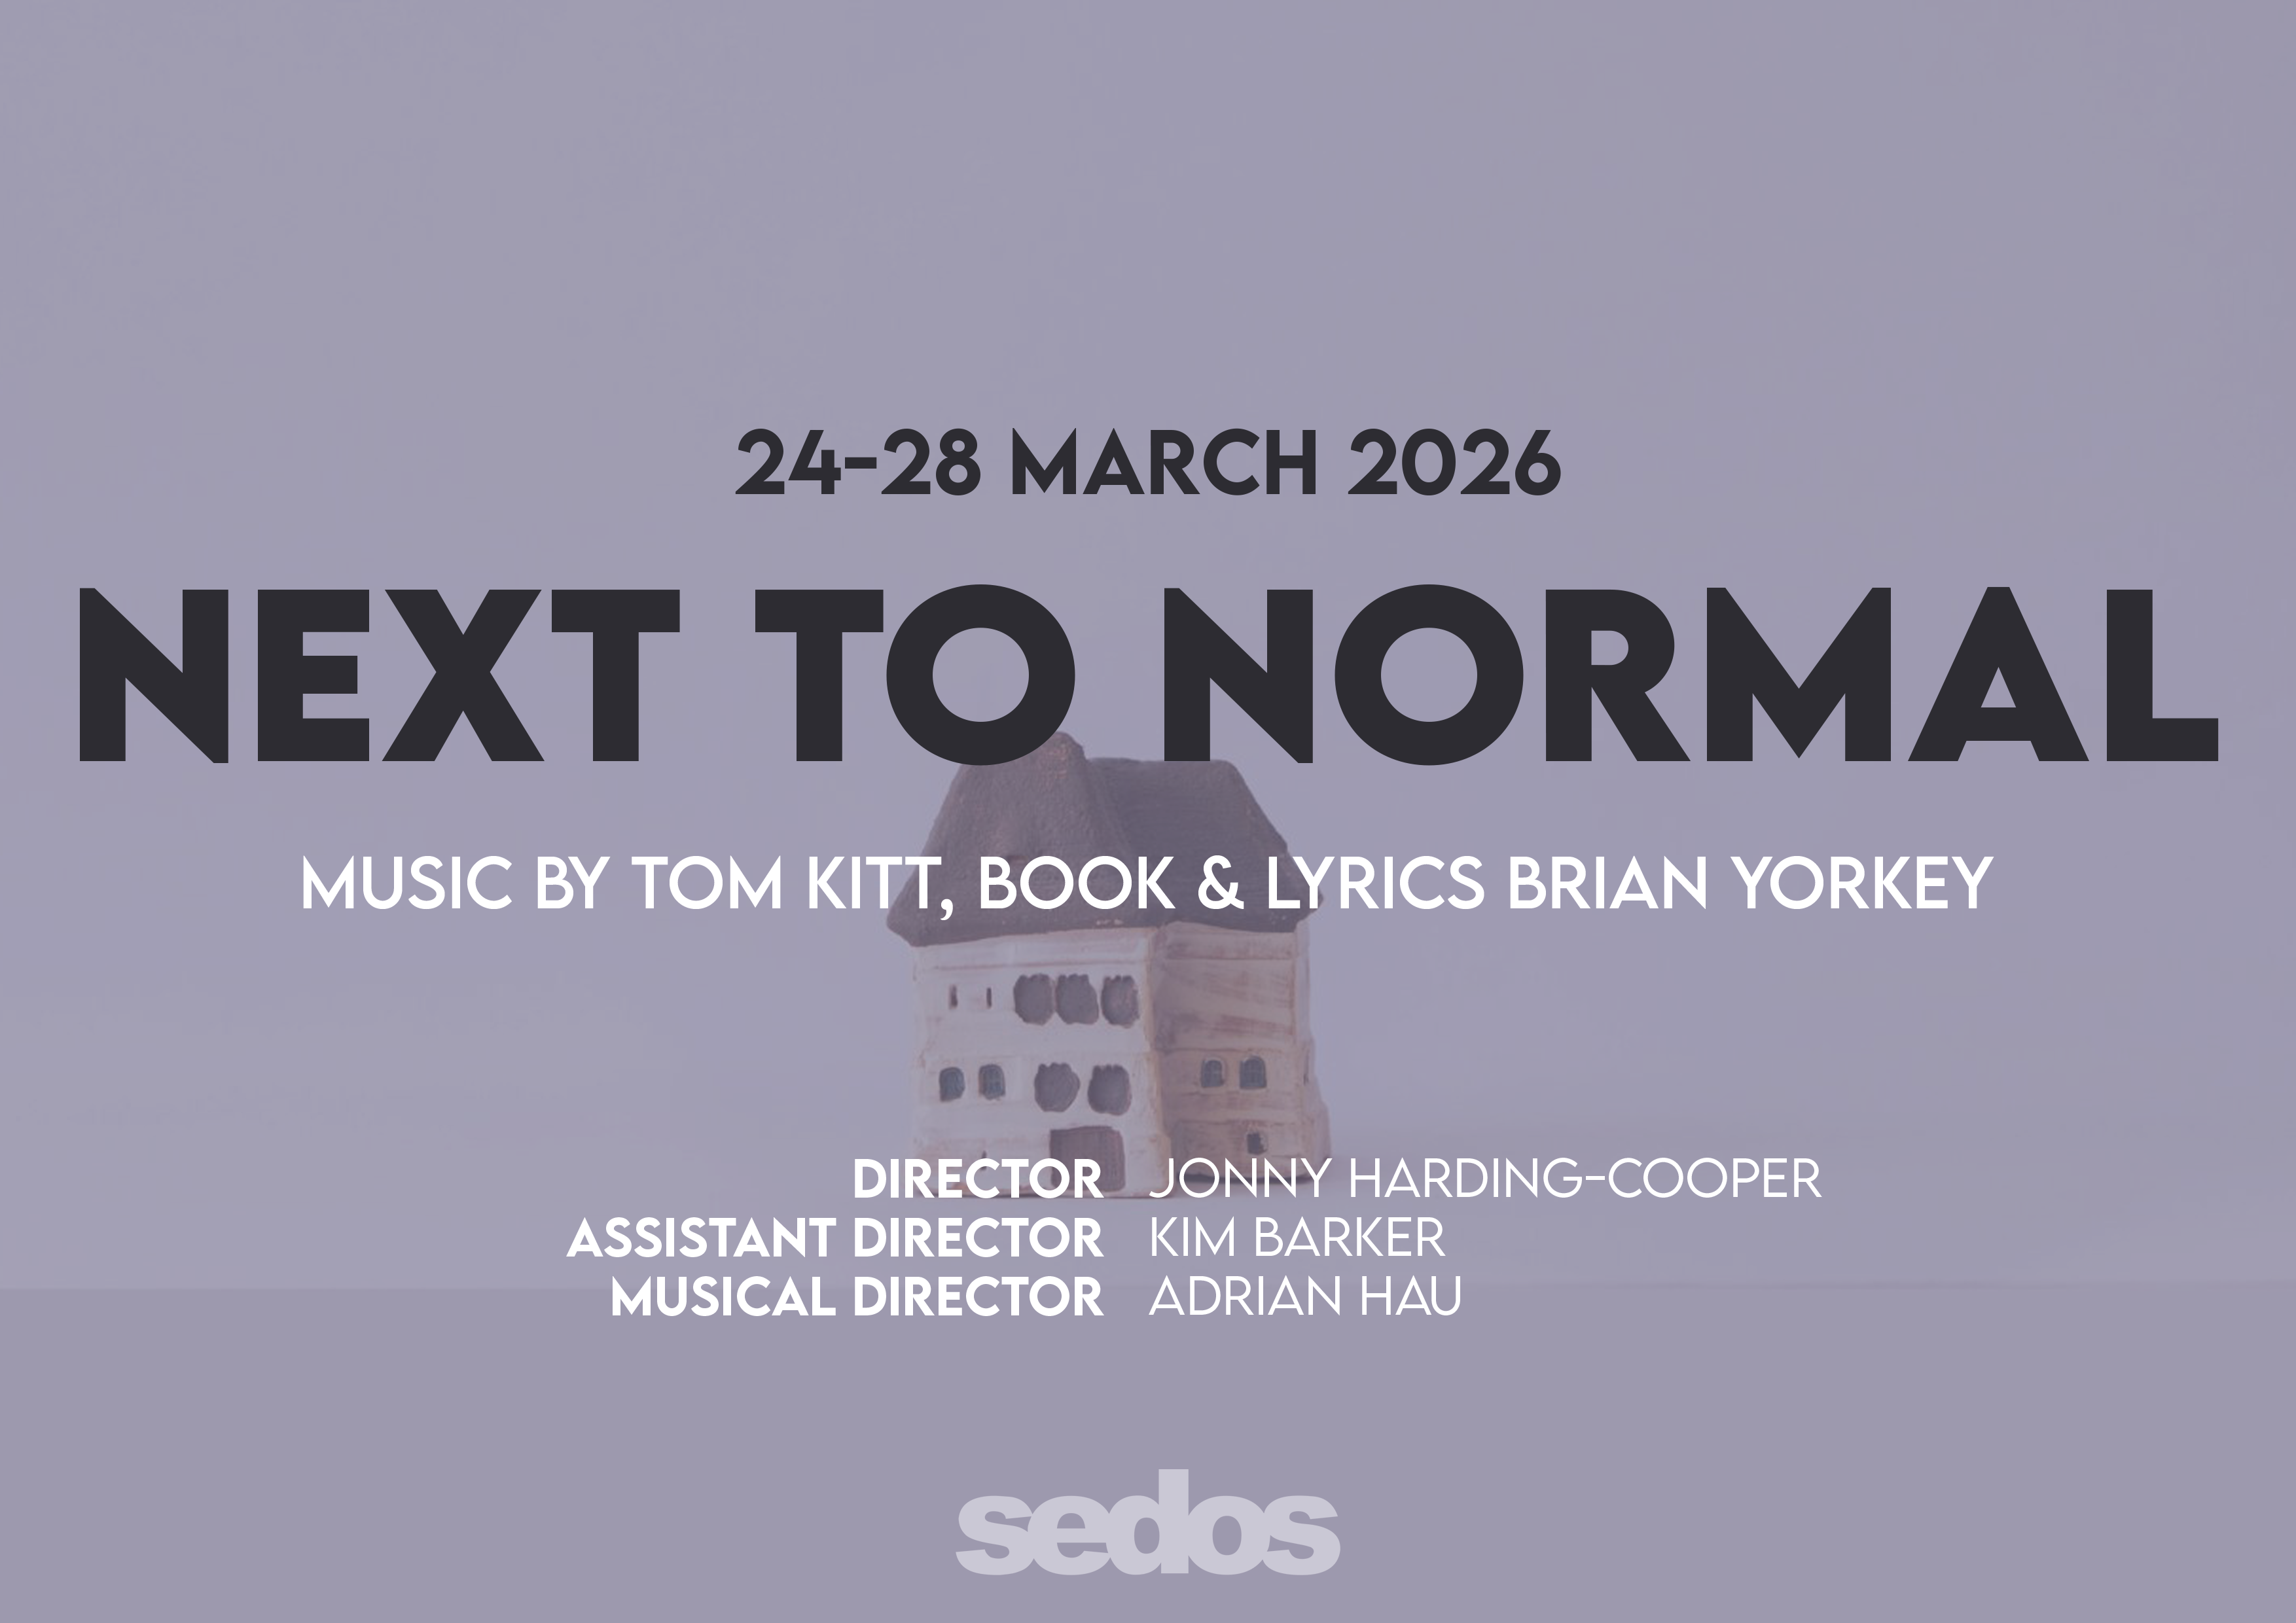 24-28 MARCH 2026
NEXT TO NORMAL
MUSIC BY TOM KITT, BOOK & LYRICS BRIAN YORKEY
DIRECTOR JONNY HARDING-COOPER
ASSISTANT DIRECTOR KIM BARKER
MUSICAL DIRECTOR ADRIAN HAU
sedos